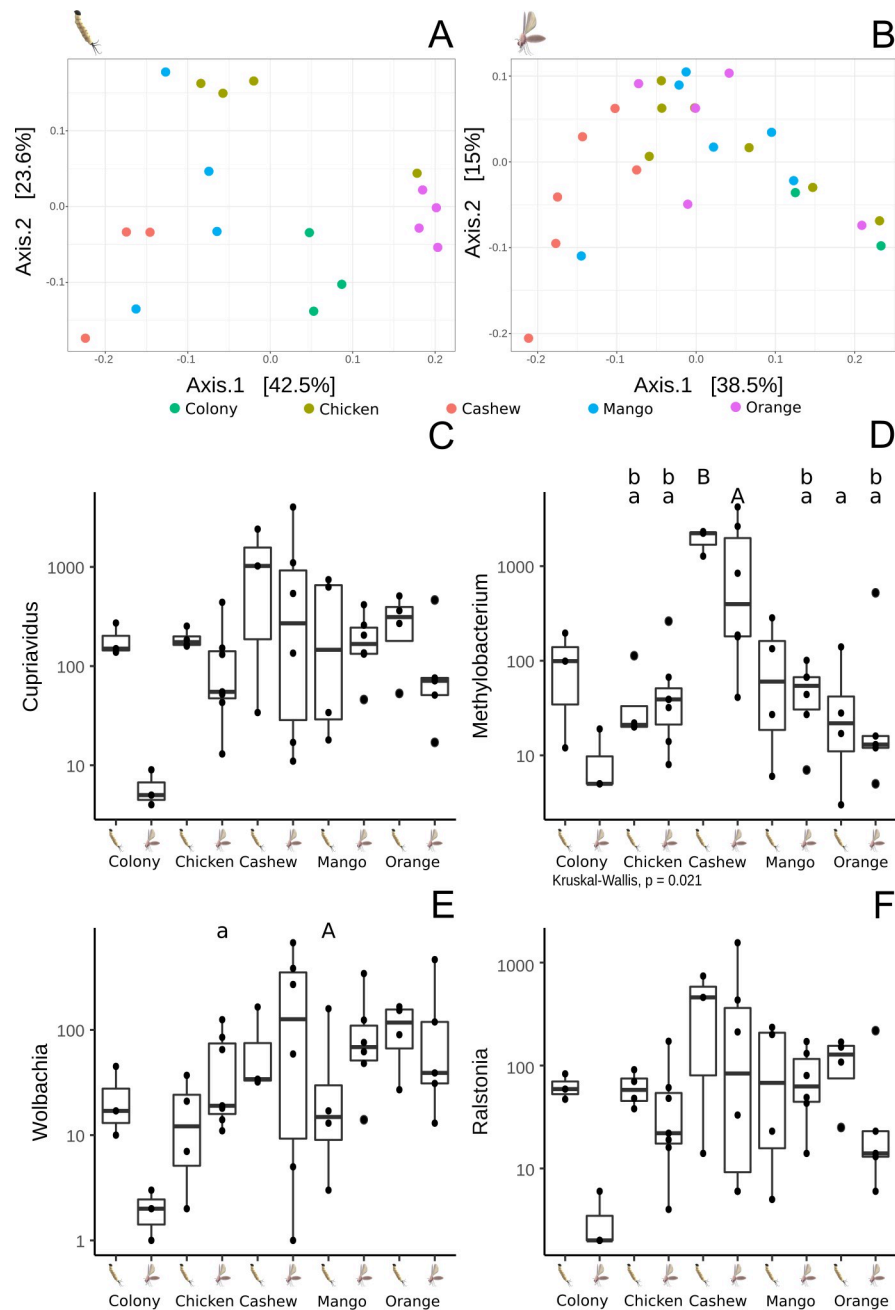 A
B
Axis.2 [23.6%]
0.1
0.0
-0.1
-0.2
-0.1
0.0
0.1
0.2
Axis.1 [42.5%]
Axis.2 [15%]
0.1
0.0
-0.1
-0.2
-0.2
-0.1
0.0
0.1
0.2
Axis.1 [38.5%]
Colony Chicken Cashew Mango Orange
C
Cupriavidus
1000
100
10
Colony Chicken Cashew Mango Orange
D
Methylobacterium
b b B b b
a a A a a a
1000
100
10
Colony Chicken Cashew Mango Orange
Kruskal-Wallis, p = 0.021
E
Wolbachia
a A
100
10
1
Colony Chicken Cashew Mango Orange
F
Ralstonia
1000
100
10
Colony Chicken Cashew Mango Orange